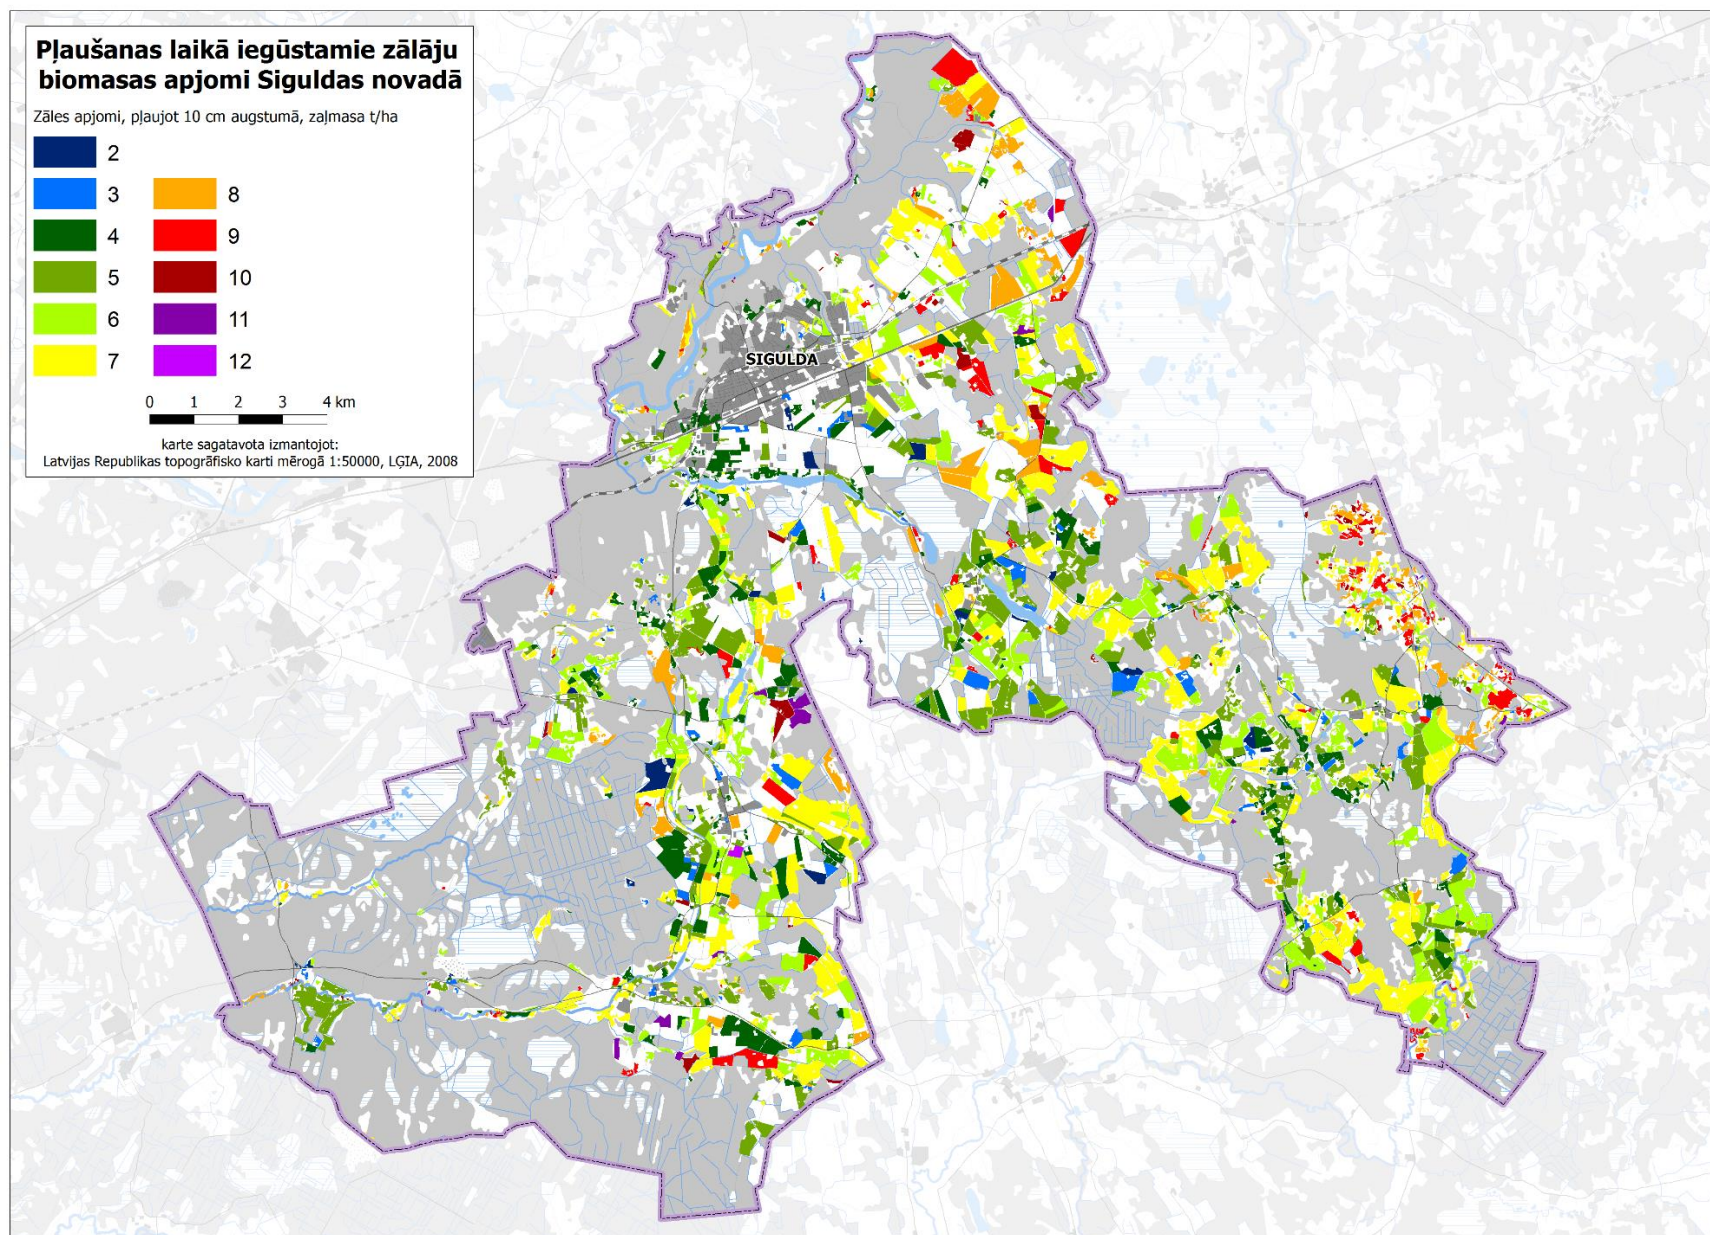 Pļaušanas laikā iegūstamie zālāju
biomasas apjomi Siguldas novadā
Zāles apjomi, pļaujot 10 cm augstumā, zaļmasa t/ha
2
3
4
5
6
7
8
9
10
11
12
0 1 2 3 4 km
karte sagatavota izmantojot:
Latvijas Republikas topogrāfisko karti mērogā 1:50000, LĢIA, 2008
SIGULDA